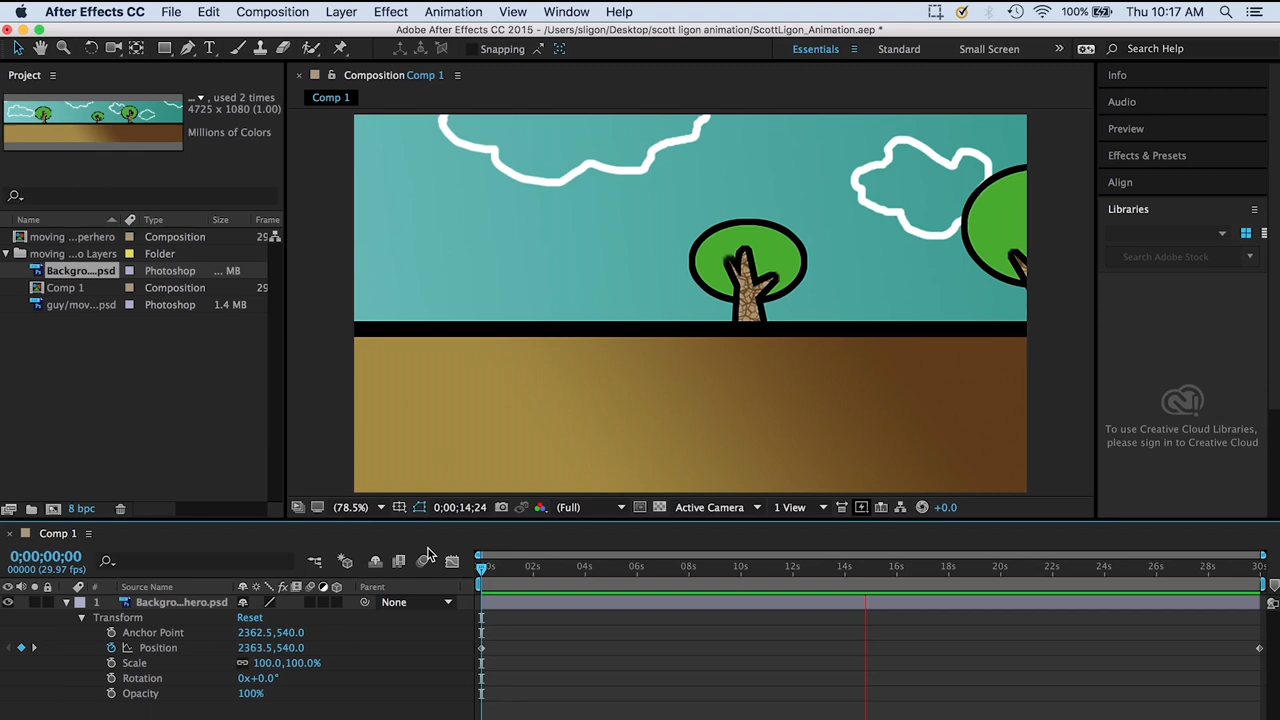 After Effects CC File Edit Composition Layer Effect Animation View Window Help 100% Thu 10:17 AM
Adobe After Effects CC 2015 - /Users/sligon/Desktop/scott ligon animation/ScottLigon_Animation.aep *
Snapping Essentials Standard Small Screen Search Help
Project
Composition Comp 1
Info
... , used 2 times
4725 x 1080 (1.00)
Millions of Colors
Comp 1
Audio
Preview
Effects & Presets
Align
Libraries
Name Type Size Frame
moving ...perhero Composition 29
moving ...o Layers Folder
Backgro....psd Photoshop ... MB
Comp 1 Composition 29
guy/mov...psd Photoshop 1.4 MB
Search Adobe Stock
To use Creative Cloud Libraries,
please sign in to Creative Cloud
8 bpc
(78.5%) 0;00;14;24 (Full) Active Camera 1 View +0.0
Comp 1
0;00;00;00
00000 (29.97 fps)
0s 02s 04s 06s 08s 10s 12s 14s 16s 18s 20s 22s 24s 26s 28s 30s
# Source Name fx Parent
1 Backgro...hero.psd None
Transform Reset
Anchor Point 2362.5,540.0
Position 2363.5,540.0
Scale 100.0,100.0%
Rotation 0x+0.0°
Opacity 100%